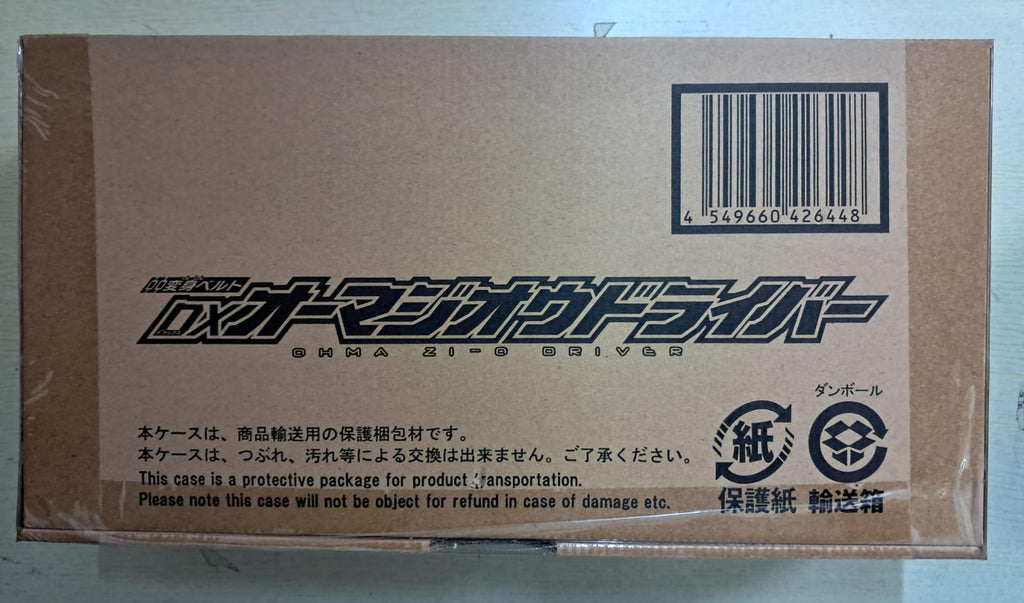 4 549660 426448
変身ベルト
DXオーマジオウドライバー
OHMA ZI-O DRIVER
ダンボール
紙
保護紙 輸送箱
本ケースは、商品輸送用の保護梱包材です。
本ケースは、つぶれ、汚れ等による交換は出来ません。ご了承ください。
This case is a protective package for product transportation.
Please note this case will not be object for refund in case of damage etc.